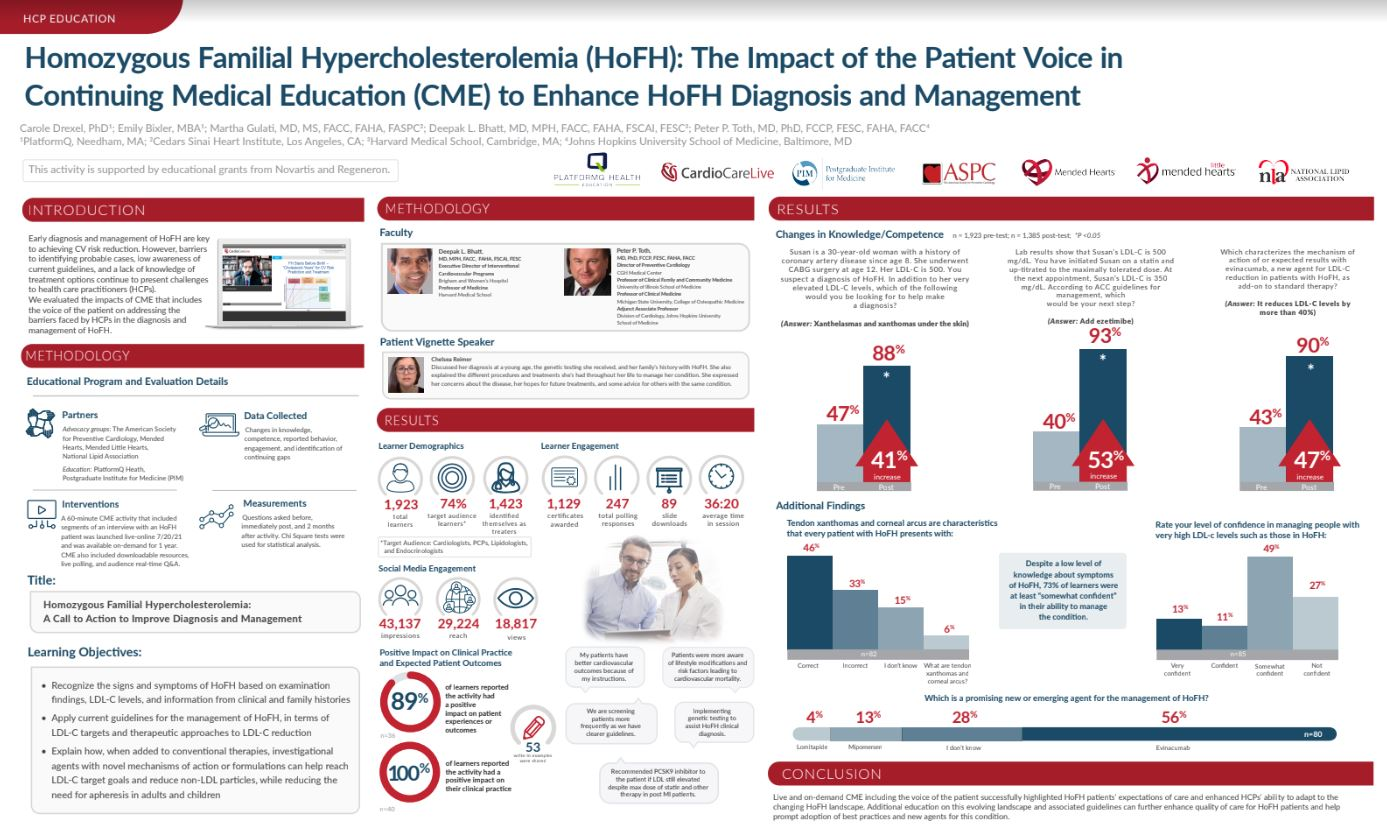 HCP EDUCATION
Homozygous Familial Hypercholesterolemia (HoFH): The Impact of the Patient Voice in
Continuing Medical Education (CME) to Enhance HoFH Diagnosis and Management
Carole Drexel, PhD¹; Emily Bixler, MBA¹; Martha Gulati, MD, MS, FACC, FAHA, FASPC²; Deepak L. Bhatt, MD, MPH, FACC, FAHA, FSCAI, FESC³; Peter P. Toth, MD, PhD, FCCP, FESC, FAHA, FACC⁴
¹PlatformQ, Needham, MA; ²Cedars Sinai Heart Institute, Los Angeles, CA; ³Harvard Medical School, Cambridge, MA; ⁴Johns Hopkins University School of Medicine, Baltimore, MD
This activity is supported by educational grants from Novartis and Regeneron.
PLATFORMQ HEALTH
EDUCATION
CardioCareLive
PIM
Postgraduate Institute
for Medicine
ASPC
Mended Hearts
little
mended hearts
nla
NATIONAL LIPID
ASSOCIATION
INTRODUCTION
Early diagnosis and management of HoFH are key
to achieving CV risk reduction. However, barriers
to identifying probable cases, low awareness of
current guidelines, and a lack of knowledge of
treatment options continue to present challenges
to health care practitioners (HCPs).
We evaluated the impacts of CME that includes
the voice of the patient on addressing the
barriers faced by HCPs in the diagnosis and
management of HoFH.
METHODOLOGY
Educational Program and Evaluation Details
Partners
Advocacy groups: The American Society
for Preventive Cardiology, Mended
Hearts, Mended Little Hearts,
National Lipid Association
Education: PlatformQ Heath,
Postgraduate Institute for Medicine (PIM)
Data Collected
Changes in knowledge,
competence, reported behavior,
engagement, and identification of
continuing gaps
Interventions
A 60-minute CME activity that included
segments of an interview with an HoFH
patient was launched live-online 7/20/21
and was available on-demand for 1 year.
CME also included downloadable resources,
live polling, and audience real-time Q&A.
Measurements
Questions asked before,
immediately post, and 2 months
after activity. Chi Square tests were
used for statistical analysis.
Title:
Homozygous Familial Hypercholesterolemia:
A Call to Action to Improve Diagnosis and Management
Learning Objectives:
• Recognize the signs and symptoms of HoFH based on examination
findings, LDL-C levels, and information from clinical and family histories
• Apply current guidelines for the management of HoFH, in terms of
LDL-C targets and therapeutic approaches to LDL-C reduction
• Explain how, when added to conventional therapies, investigational
agents with novel mechanisms of action or formulations can help reach
LDL-C target goals and reduce non-LDL particles, while reducing the
need for apheresis in adults and children
METHODOLOGY
Faculty
Deepak L. Bhatt,
MD, MPH, FACC, FAHA, FSCAI, FESC
Executive Director of Interventional
Cardiovascular Programs
Brigham and Women's Hospital
Professor of Medicine
Harvard Medical School
Peter P. Toth,
MD, PhD, FCCP, FESC, FAHA, FACC
Director of Preventive Cardiology
CGH Medical Center
Professor of Clinical Family and Community Medicine
University of Illinois School of Medicine
Professor of Clinical Medicine
Michigan State University, College of Osteopathic Medicine
Adjunct Associate Professor
Division of Cardiology, Johns Hopkins University
School of Medicine
Patient Vignette Speaker
Chelsea Reimer
Discussed her diagnosis at a young age, the genetic testing she received, and her family's history with HoFH. She also
explained the different procedures and treatments she's had throughout her life to manage her condition. She expressed
her concerns about the disease, her hopes for future treatments, and some advice for others with the same condition.
RESULTS
Learner Demographics
1,923
total
learners
74%
target audience
learners*
1,423
identified
themselves as
treaters
Learner Engagement
1,129
certificates
awarded
247
total polling
responses
89
slide
downloads
36:20
average time
in session
*Target Audience: Cardiologists, PCPs, Lipidologists,
and Endocrinologists
Social Media Engagement
43,137
impressions
29,224
reach
18,817
views
Positive Impact on Clinical Practice
and Expected Patient Outcomes
89%
n=36
of learners reported
the activity had
a positive
impact on patient
experiences or
outcomes
100%
n=40
of learners reported
the activity had a
positive impact on
their clinical practice
53
write in examples
were shared
My patients have
better cardiovascular
outcomes because of
my instructions.
Patients were more aware
of lifestyle modifications and
risk factors leading to
cardiovascular mortality.
We are screening
patients more
frequently as we have
clearer guidelines.
Implementing
genetic testing to
assist HoFH clinical
diagnosis.
Recommended PCSK9 inhibitor to
the patient if LDL still elevated
despite max dose of statin and other
therapy in post MI patients.
RESULTS
Changes in Knowledge/Competence n = 1,923 pre-test; n = 1,385 post-test, *P <0.05
Susan is a 30-year-old woman with a history of
coronary artery disease since age 8. She underwent
CABG surgery at age 12. Her LDL-C is 500. You
suspect a diagnosis of HoFH. In addition to her very
elevated LDL-C levels, which of the following
would you be looking for to help make
a diagnosis?
(Answer: Xanthelasmas and xanthomas under the skin)
47%
88%
*
41%
increase
Pre
Post
Lab results show that Susan's LDL-C is 500
mg/dL. You have initiated Susan on a statin and
up-titrated to the maximally tolerated dose. At
the next appointment, Susan's LDL-C is 350
mg/dL. According to ACC guidelines for
management, which
would be your next step?
(Answer: Add ezetimibe)
40%
93%
*
53%
increase
Pre
Post
Which characterizes the mechanism of
action of or expected results with
evinacumab, a new agent for LDL-C
reduction in patients with HoFH, as
add-on to standard therapy?
(Answer: It reduces LDL-C levels by
more than 40%)
43%
90%
*
47%
increase
Pre
Post
Additional Findings
Tendon xanthomas and corneal arcus are characteristics
that every patient with HoFH presents with:
46%
33%
15%
6%
n=82
Correct
Incorrect
I don't know
What are tendon
xanthomas and
corneal arcus?
Despite a low level of
knowledge about symptoms
of HoFH, 73% of learners were
at least "somewhat confident"
in their ability to manage
the condition.
Rate your level of confidence in managing people with
very high LDL-c levels such as those in HoFH:
13%
11%
49%
27%
n=85
Very
confident
Confident
Somewhat
confident
Not
confident
Which is a promising new or emerging agent for the management of HoFH?
4%
13%
28%
56%
n=80
Lomitapide
Mipomersen
I don't know
Evinacumab
CONCLUSION
Live and on-demand CME including the voice of the patient successfully highlighted HoFH patients' expectations of care and enhanced HCPs' ability to adapt to the
changing HoFH landscape. Additional education on this evolving landscape and associated guidelines can further enhance quality of care for HoFH patients and help
prompt adoption of best practices and new agents for this condition.